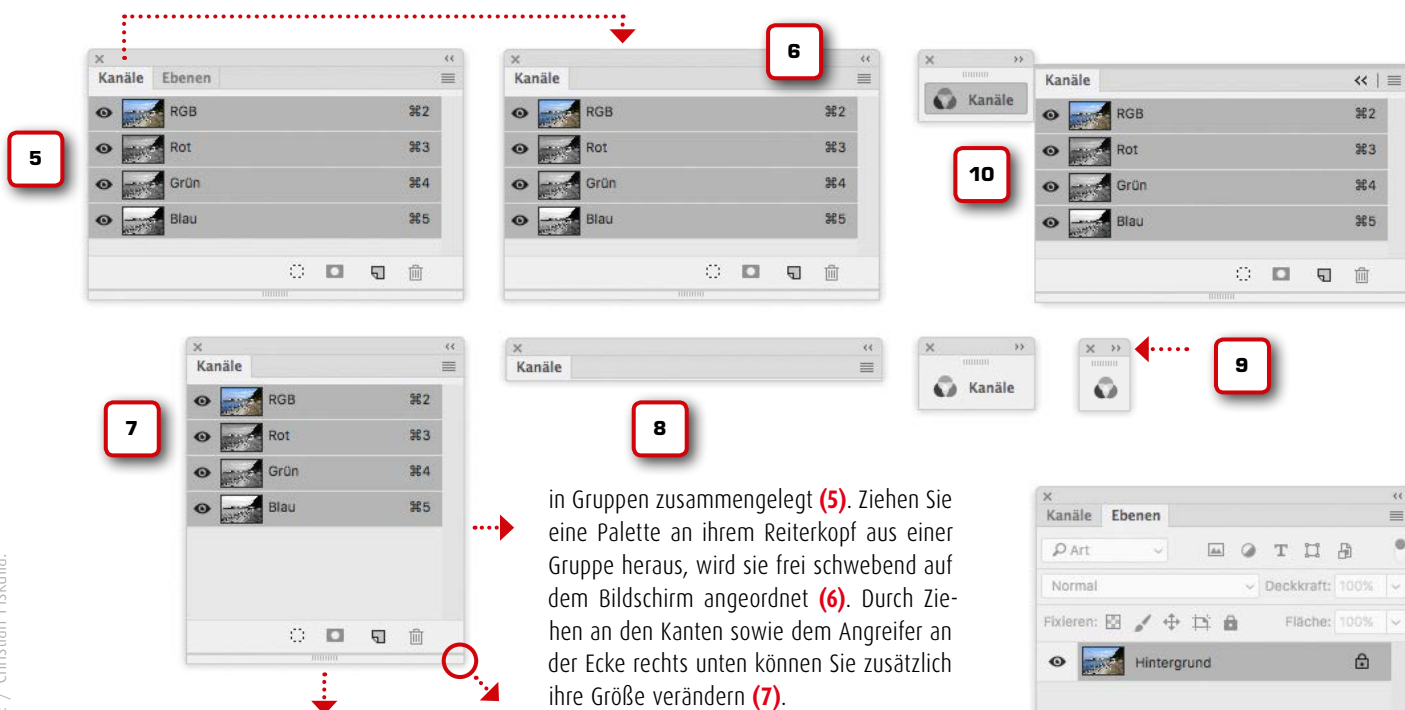 5
Kanäle Ebenen
RGB ⌘2
Rot ⌘3
Grün ⌘4
Blau ⌘5
6
Kanäle
RGB ⌘2
Rot ⌘3
Grün ⌘4
Blau ⌘5
Kanäle
10
Kanäle
RGB ⌘2
Rot ⌘3
Grün ⌘4
Blau ⌘5
7
Kanäle
RGB ⌘2
Rot ⌘3
Grün ⌘4
Blau ⌘5
Kanäle
8
Kanäle
9
in Gruppen zusammengelegt (5). Ziehen Sie
eine Palette an ihrem Reiterkopf aus einer
Gruppe heraus, wird sie frei schwebend auf
dem Bildschirm angeordnet (6). Durch Zie-
hen an den Kanten sowie dem Angreifer an
der Ecke rechts unten können Sie zusätzlich
ihre Größe verändern (7).
Kanäle Ebenen
Art
Normal Deckkraft: 100%
Fixieren: Fläche: 100%
Hintergrund
/ Christian Piskulla.